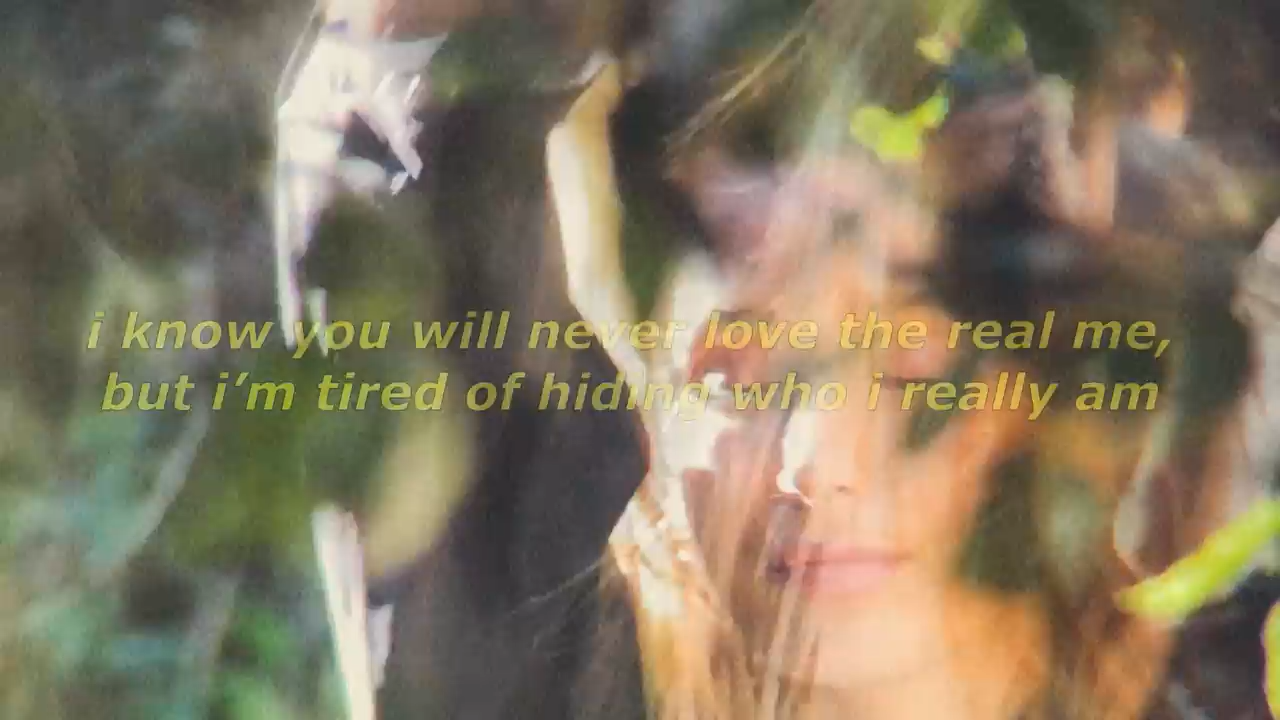 i know you will never love the real me,
but i’m tired of hiding who i really am